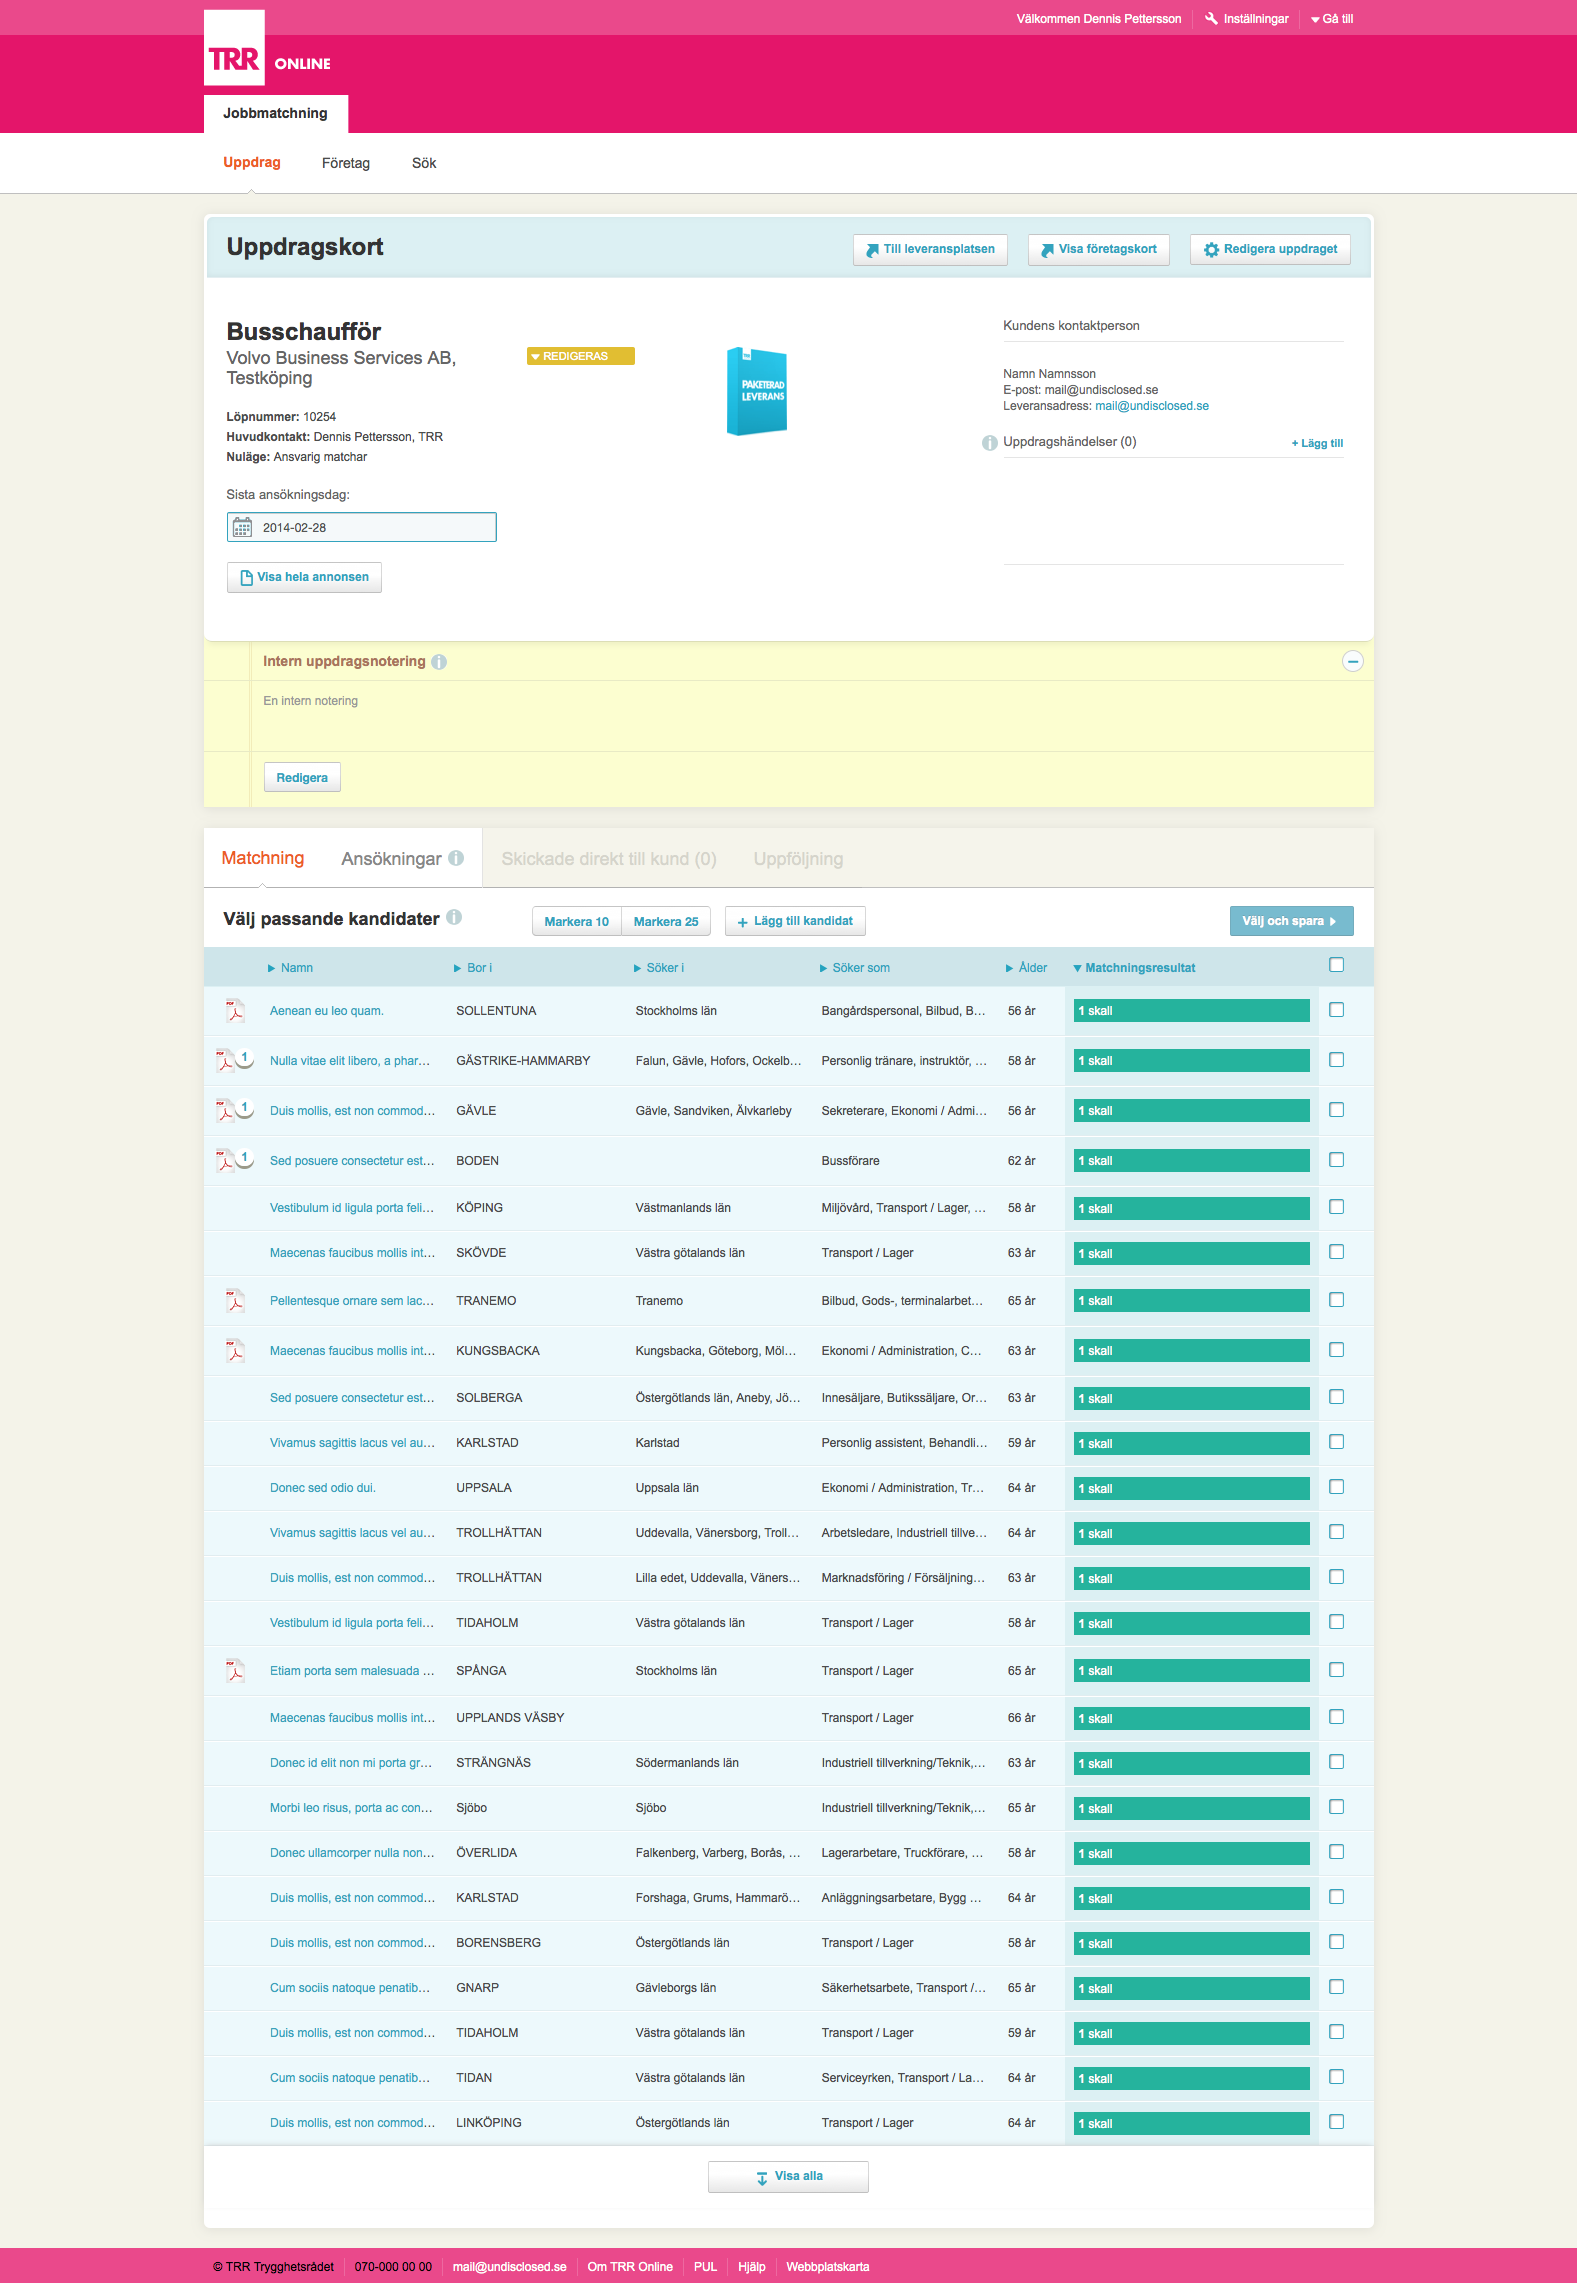 Välkommen Dennis Pettersson Inställningar Gå till
TRR ONLINE
Jobbmatchning
Uppdrag Företag Sök
Uppdragskort Till leveransplatsen Visa företagskort Redigera uppdraget
Busschaufför
Volvo Business Services AB,
Testköping
REDIGERAS
TRR
PAKETERAD
LEVERANS
Löpnummer: 10254
Huvudkontakt: Dennis Pettersson, TRR
Nuläge: Ansvarig matchar
Sista ansökningsdag:
2014-02-28
Visa hela annonsen
Kundens kontaktperson
Namn Namnsson
E-post: mail@undisclosed.se
Leveransadress: mail@undisclosed.se
i Uppdragshändelser (0) + Lägg till
Intern uppdragsnotering i
En intern notering
Redigera
Matchning Ansökningar i Skickade direkt till kund (0) Uppföljning
Välj passande kandidater i Markera 10 Markera 25 + Lägg till kandidat Välj och spara
Namn Bor i Söker i Söker som Ålder Matchningsresultat
PDF Aenean eu leo quam. SOLLENTUNA Stockholms län Bangårdspersonal, Bilbud, B... 56 år 1 skall
PDF 1 Nulla vitae elit libero, a phar... GÄSTRIKE-HAMMARBY Falun, Gävle, Hofors, Ockelb... Personlig tränare, instruktör, ... 58 år 1 skall
PDF 1 Duis mollis, est non commod... GÄVLE Gävle, Sandviken, Älvkarleby Sekreterare, Ekonomi / Admi... 56 år 1 skall
PDF 1 Sed posuere consectetur est... BODEN Bussförare 62 år 1 skall
Vestibulum id ligula porta feli... KÖPING Västmanlands län Miljövård, Transport / Lager, ... 58 år 1 skall
Maecenas faucibus mollis int... SKÖVDE Västra götalands län Transport / Lager 63 år 1 skall
PDF Pellentesque ornare sem lac... TRANEMO Tranemo Bilbud, Gods-, terminalarbet... 65 år 1 skall
PDF Maecenas faucibus mollis int... KUNGSBACKA Kungsbacka, Göteborg, Möl... Ekonomi / Administration, C... 63 år 1 skall
Sed posuere consectetur est... SOLBERGA Östergötlands län, Aneby, Jö... Innesäljare, Butikssäljare, Or... 63 år 1 skall
Vivamus sagittis lacus vel au... KARLSTAD Karlstad Personlig assistent, Behandli... 59 år 1 skall
Donec sed odio dui. UPPSALA Uppsala län Ekonomi / Administration, Tr... 64 år 1 skall
Vivamus sagittis lacus vel au... TROLLHÄTTAN Uddevalla, Vänersborg, Troll... Arbetsledare, Industriell tillve... 64 år 1 skall
Duis mollis, est non commod... TROLLHÄTTAN Lilla edet, Uddevalla, Väners... Marknadsföring / Försäljning... 63 år 1 skall
Vestibulum id ligula porta feli... TIDAHOLM Västra götalands län Transport / Lager 58 år 1 skall
PDF Etiam porta sem malesuada ... SPÅNGA Stockholms län Transport / Lager 65 år 1 skall
Maecenas faucibus mollis int... UPPLANDS VÄSBY Transport / Lager 66 år 1 skall
Donec id elit non mi porta gr... STRÄNGNÄS Södermanlands län Industriell tillverkning/Teknik,... 63 år 1 skall
Morbi leo risus, porta ac con... Sjöbo Sjöbo Industriell tillverkning/Teknik,... 65 år 1 skall
Donec ullamcorper nulla non... ÖVERLIDA Falkenberg, Varberg, Borås, ... Lagerarbetare, Truckförare, ... 58 år 1 skall
Duis mollis, est non commod... KARLSTAD Forshaga, Grums, Hammarö... Anläggningsarbetare, Bygg ... 64 år 1 skall
Duis mollis, est non commod... BORENSBERG Östergötlands län Transport / Lager 58 år 1 skall
Cum sociis natoque penatib... GNARP Gävleborgs län Säkerhetsarbete, Transport /... 65 år 1 skall
Duis mollis, est non commod... TIDAHOLM Västra götalands län Transport / Lager 59 år 1 skall
Cum sociis natoque penatib... TIDAN Västra götalands län Serviceyrken, Transport / La... 64 år 1 skall
Duis mollis, est non commod... LINKÖPING Östergötlands län Transport / Lager 64 år 1 skall
Visa alla
© TRR Trygghetsrådet 070-000 00 00 mail@undisclosed.se Om TRR Online PUL Hjälp Webbplatskarta